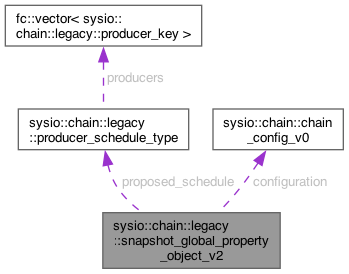 fc::vector< sysio::
chain::legacy::producer_key >
producers
sysio::chain::legacy
::producer_schedule_type
sysio::chain::chain
_config_v0
proposed_schedule
configuration
sysio::chain::legacy
::snapshot_global_property
_object_v2